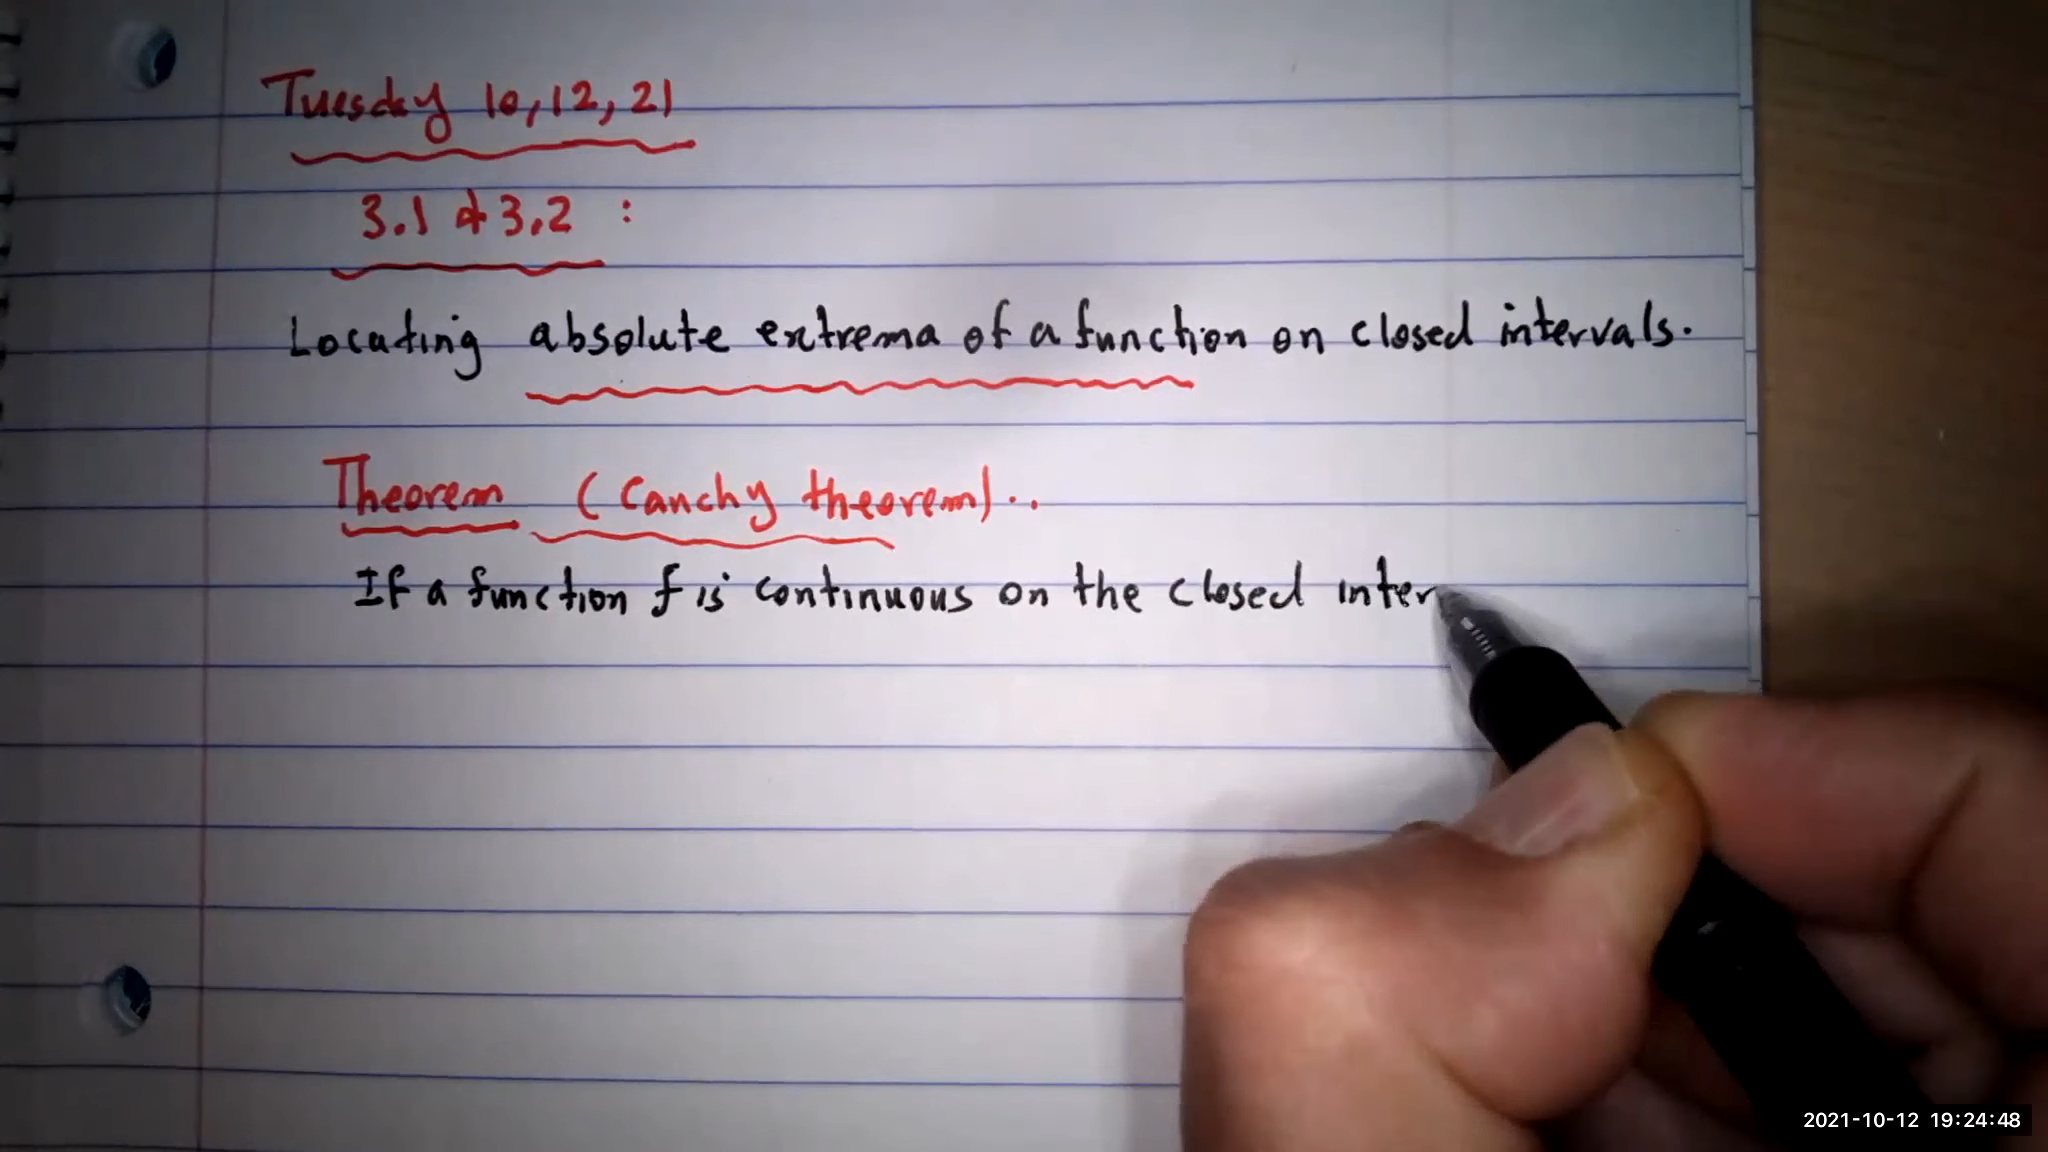 Tuesday 10,12,21
3.1 & 3.2 :
Locating absolute extrema of a function on closed intervals.
Theorem (Cauchy theorem)..
If a function f is continuous on the closed inter
2021-10-12 19:24:48